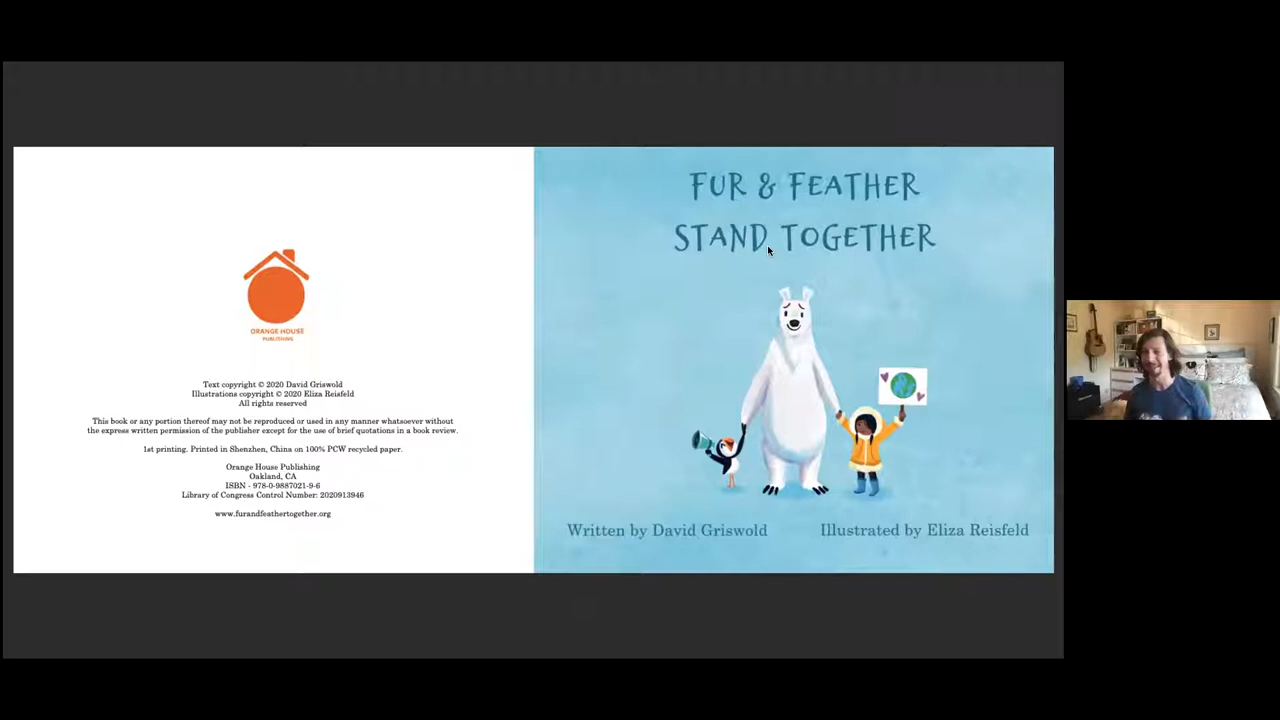 ORANGE HOUSE
PUBLISHING
Text copyright © 2020 David Griswold
Illustrations copyright © 2020 Eliza Reisfeld
All rights reserved
This book or any portion thereof may not be reproduced or used in any manner whatsoever without
the express written permission of the publisher except for the use of brief quotations in a book review.
1st printing. Printed in Shenzhen, China on 100% PCW recycled paper.
Orange House Publishing
Oakland, CA
ISBN - 978-0-9887021-9-6
Library of Congress Control Number: 2020913946
www.furandfeathertogether.org
FUR & FEATHER
STAND TOGETHER
Written by David Griswold
Illustrated by Eliza Reisfeld